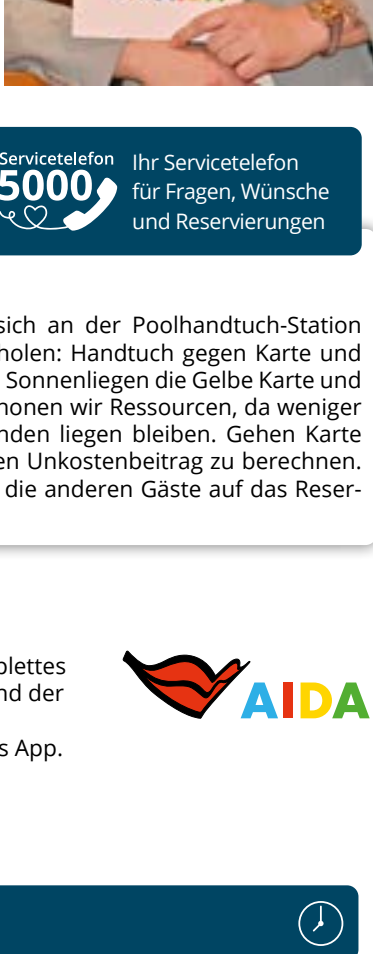 Servicetelefon
5000
Ihr Servicetelefon
für Fragen, Wünsche
und Reservierungen
sich an der Poolhandtuch-Station
holen: Handtuch gegen Karte und
Sonnenliegen die Gelbe Karte und
honen wir Ressourcen, da weniger
nden liegen bleiben. Gehen Karte
en Unkostenbeitrag zu berechnen.
die anderen Gäste auf das Reser-
plettes
nd der
s App.
AIDA